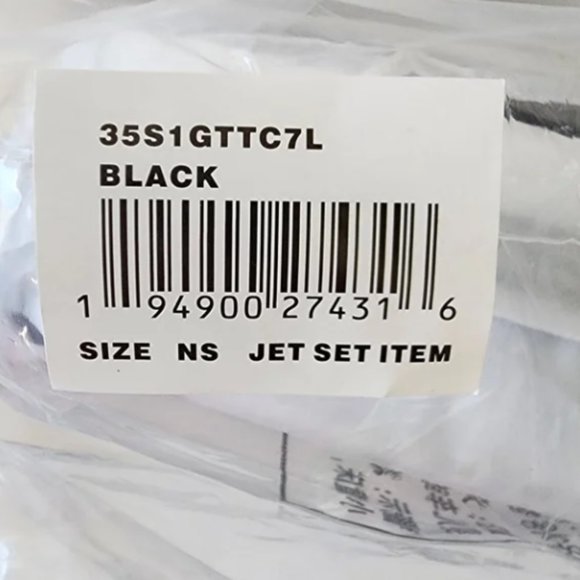 35S1GTTC7L
BLACK
1 94900 27431 6
SIZE NS JET SET ITEM